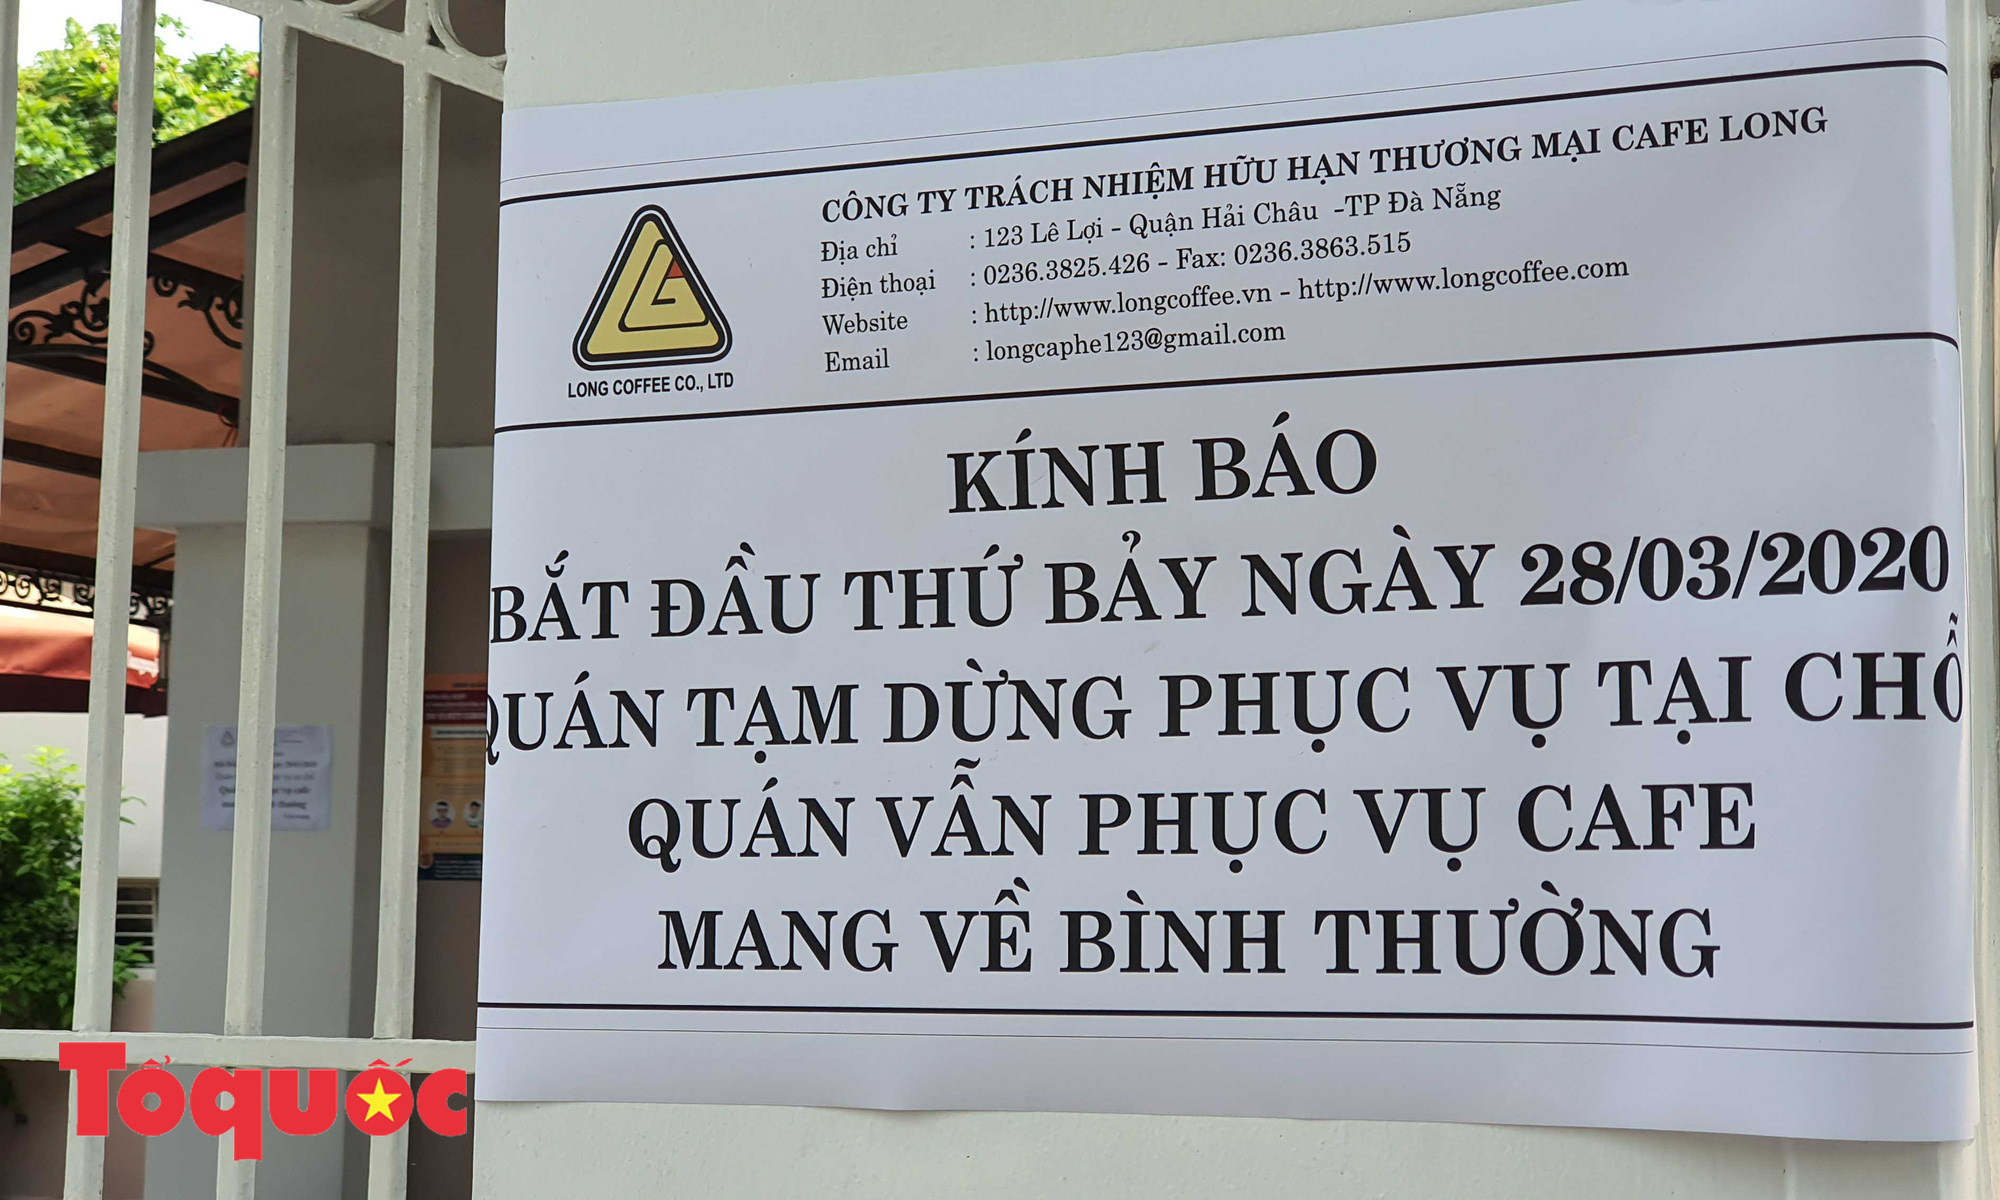 CÔNG TY TRÁCH NHIỆM HỮU HẠN THƯƠNG MẠI CAFE LONG
Địa chỉ : 123 Lê Lợi - Quận Hải Châu -TP Đà Nẵng
Điện thoại : 0236.3825.426 - Fax: 0236.3863.515
Website : http://www.longcoffee.vn - http://www.longcoffee.com
Email : longcaphe123@gmail.com
LONG COFFEE CO., LTD
KÍNH BÁO
BẮT ĐẦU THỨ BẢY NGÀY 28/03/2020
QUÁN TẠM DỪNG PHỤC VỤ TẠI CHỖ
QUÁN VẪN PHỤC VỤ CAFE
MANG VỀ BÌNH THƯỜNG
Tổ quốc